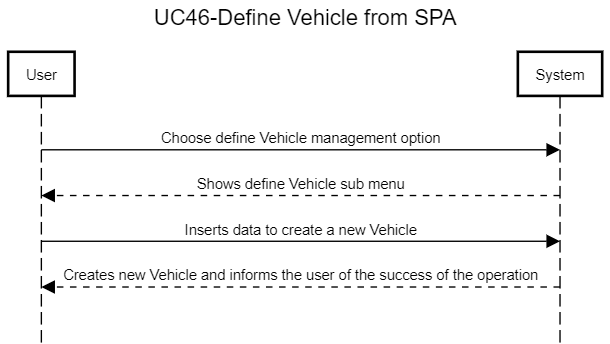 UC46-Define Vehicle from SPA
User
System
Choose define Vehicle management option
Shows define Vehicle sub menu
Inserts data to create a new Vehicle
Creates new Vehicle and informs the user of the success of the operation